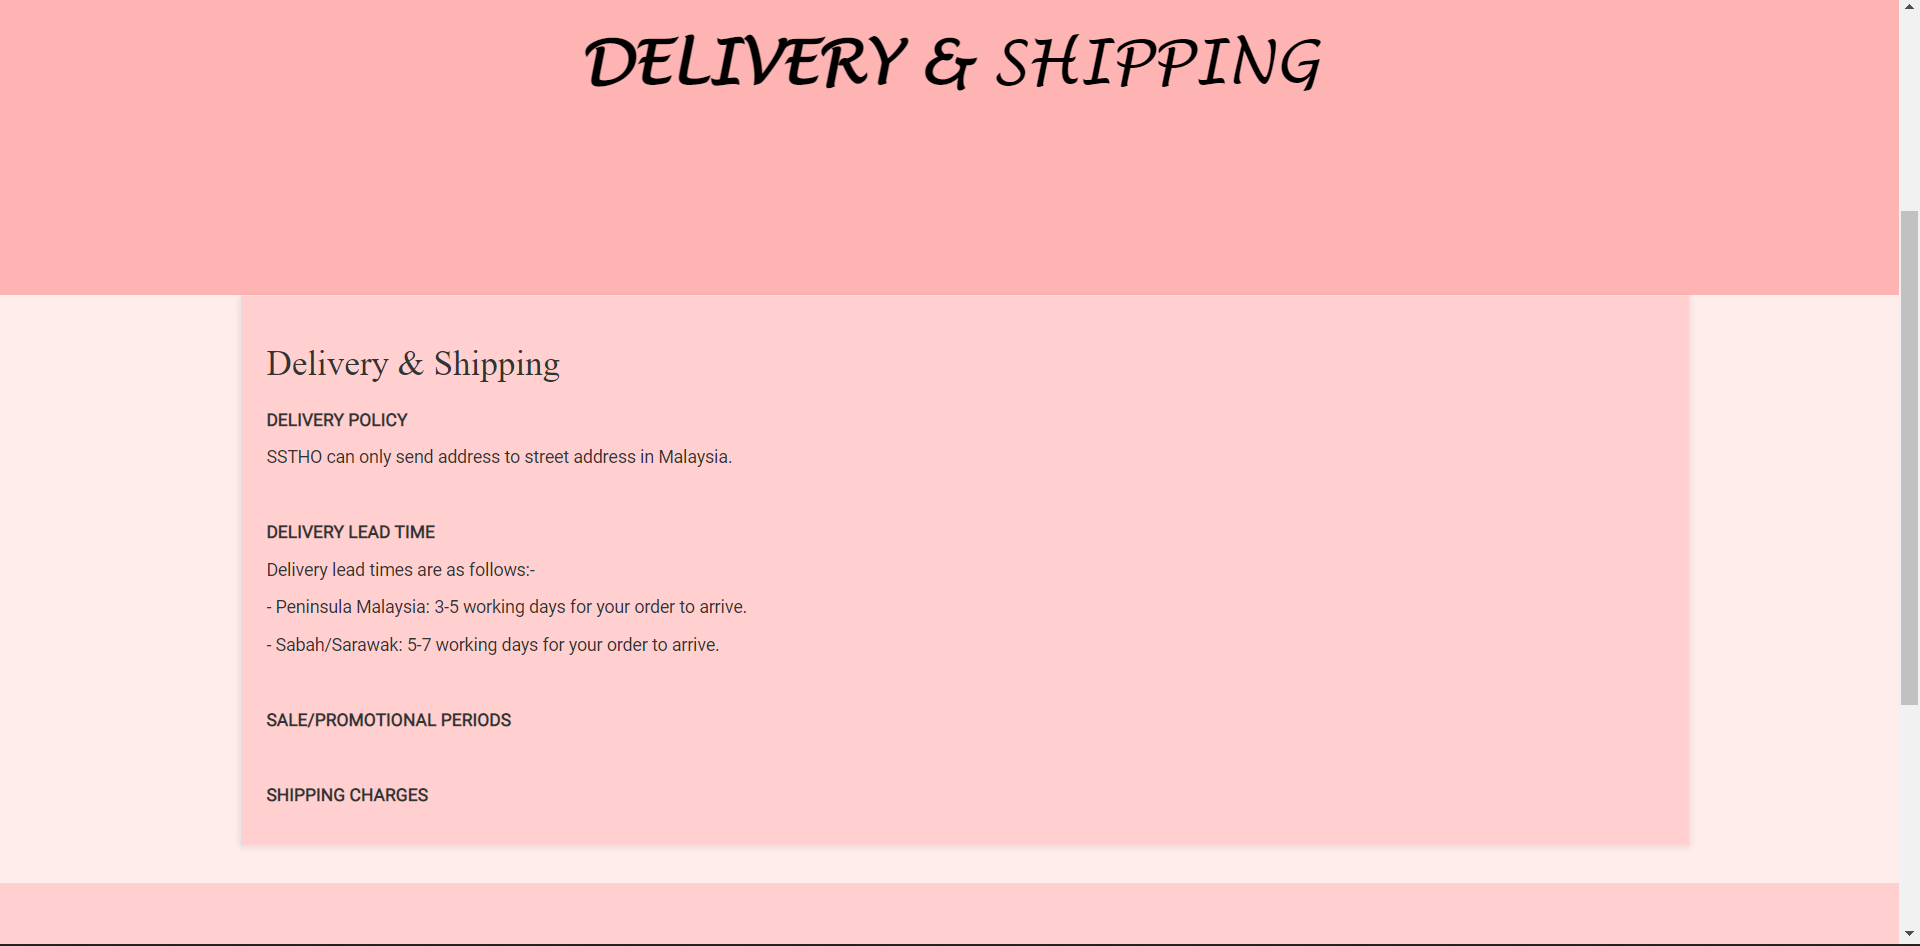 DELIVERY & SHIPPING
Delivery & Shipping
DELIVERY POLICY
SSTHO can only send address to street address in Malaysia.
DELIVERY LEAD TIME
Delivery lead times are as follows:-
- Peninsula Malaysia: 3-5 working days for your order to arrive.
- Sabah/Sarawak: 5-7 working days for your order to arrive.
SALE/PROMOTIONAL PERIODS
SHIPPING CHARGES